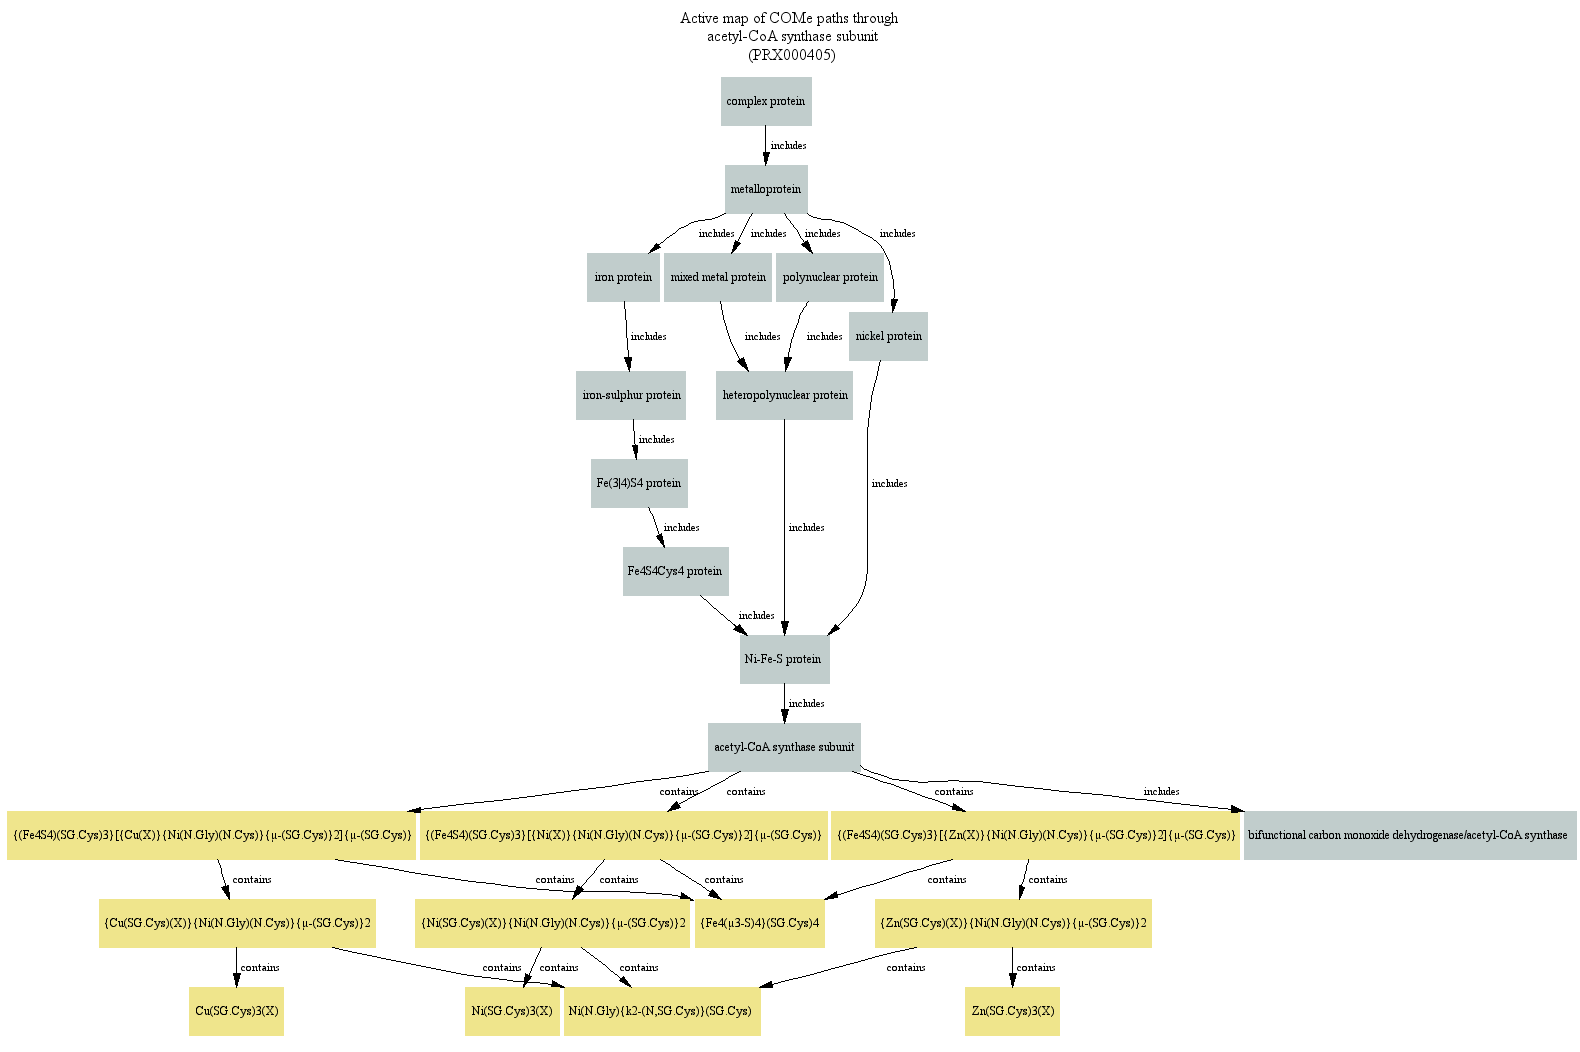 Active map of COMe paths through
acetyl-CoA synthase subunit
(PRX000405)
complex protein
includes
metalloprotein
includes
includes
includes
includes
iron protein
mixed metal protein
polynuclear protein
includes
includes
includes
nickel protein
iron-sulphur protein
heteropolynuclear protein
includes
Fe(3|4)S4 protein
includes
includes
includes
Fe4S4Cys4 protein
includes
Ni-Fe-S protein
includes
acetyl-CoA synthase subunit
contains
contains
contains
includes
{(Fe4S4)(SG.Cys)3}[{Cu(X)}{Ni(N.Gly)(N.Cys)}{μ-(SG.Cys)}2]{μ-(SG.Cys)}
{(Fe4S4)(SG.Cys)3}[{Ni(X)}{Ni(N.Gly)(N.Cys)}{μ-(SG.Cys)}2]{μ-(SG.Cys)}
{(Fe4S4)(SG.Cys)3}[{Zn(X)}{Ni(N.Gly)(N.Cys)}{μ-(SG.Cys)}2]{μ-(SG.Cys)}
bifunctional carbon monoxide dehydrogenase/acetyl-CoA synthase
contains
contains
contains
contains
contains
contains
{Cu(SG.Cys)(X)}{Ni(N.Gly)(N.Cys)}{μ-(SG.Cys)}2
{Ni(SG.Cys)(X)}{Ni(N.Gly)(N.Cys)}{μ-(SG.Cys)}2
{Fe4(μ3-S)4}(SG.Cys)4
{Zn(SG.Cys)(X)}{Ni(N.Gly)(N.Cys)}{μ-(SG.Cys)}2
contains
contains
contains
contains
contains
contains
Cu(SG.Cys)3(X)
Ni(SG.Cys)3(X)
Ni(N.Gly){k2-(N,SG.Cys)}(SG.Cys)
Zn(SG.Cys)3(X)